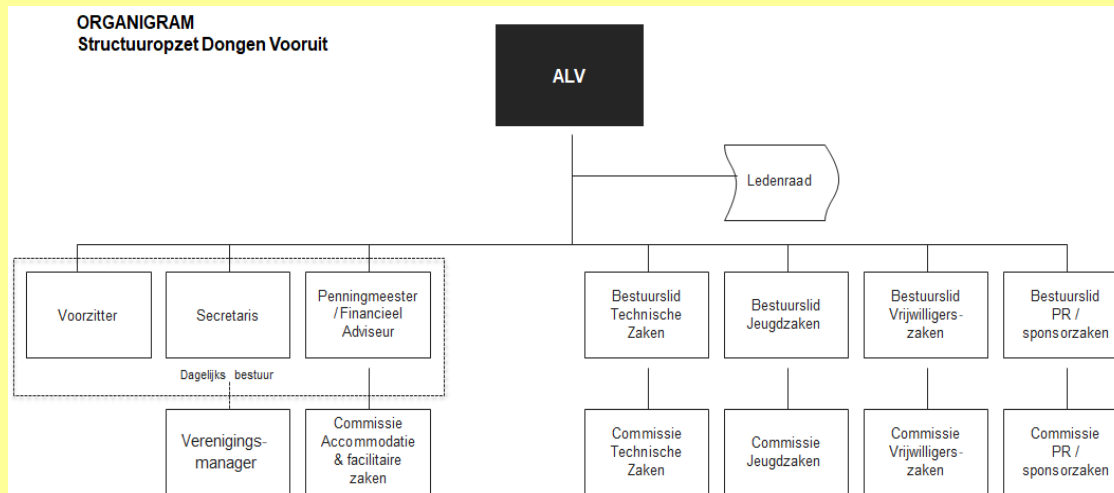 ORGANIGRAM
Structuuropzet Dongen Vooruit
ALV
Ledenraad
Voorzitter
Secretaris
Penningmeester
/ Financieel
Adviseur
Bestuurslid
Technische
Zaken
Bestuurslid
Jeugdzaken
Bestuurslid
Vrijwilligers-
zaken
Bestuurslid
PR /
sponsorzaken
Dagelijks bestuur
Verenigings-
manager
Commissie
Accommodatie
& facilitaire
zaken
Commissie
Technische
Zaken
Commissie
Jeugdzaken
Commissie
Vrijwilligers-
zaken
Commissie
PR /
sponsorzaken